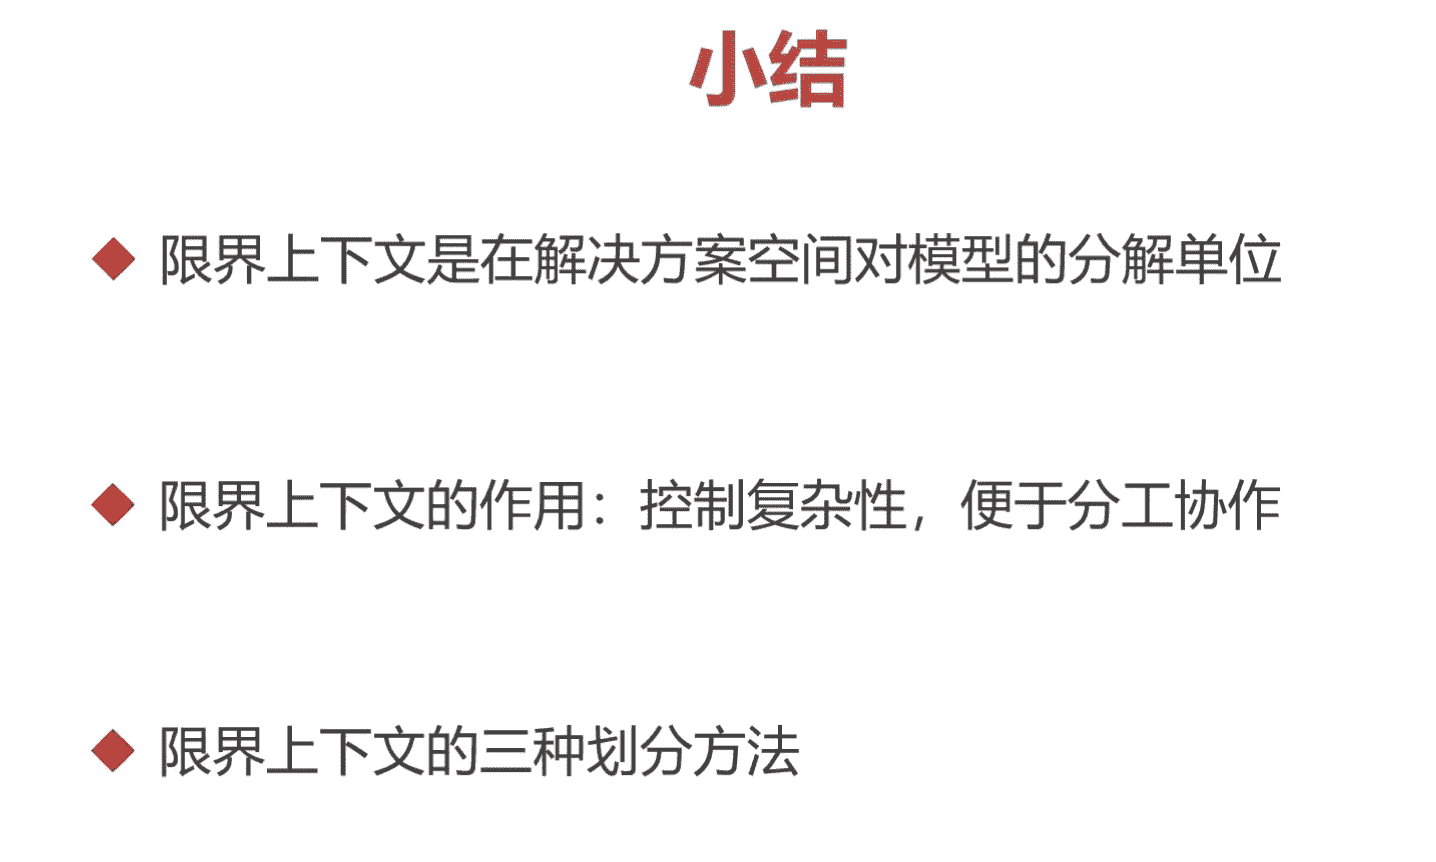 小结
限界上下文是在解决方案空间对模型的分解单位
限界上下文的作用：控制复杂性，便于分工协作
限界上下文的三种划分方法